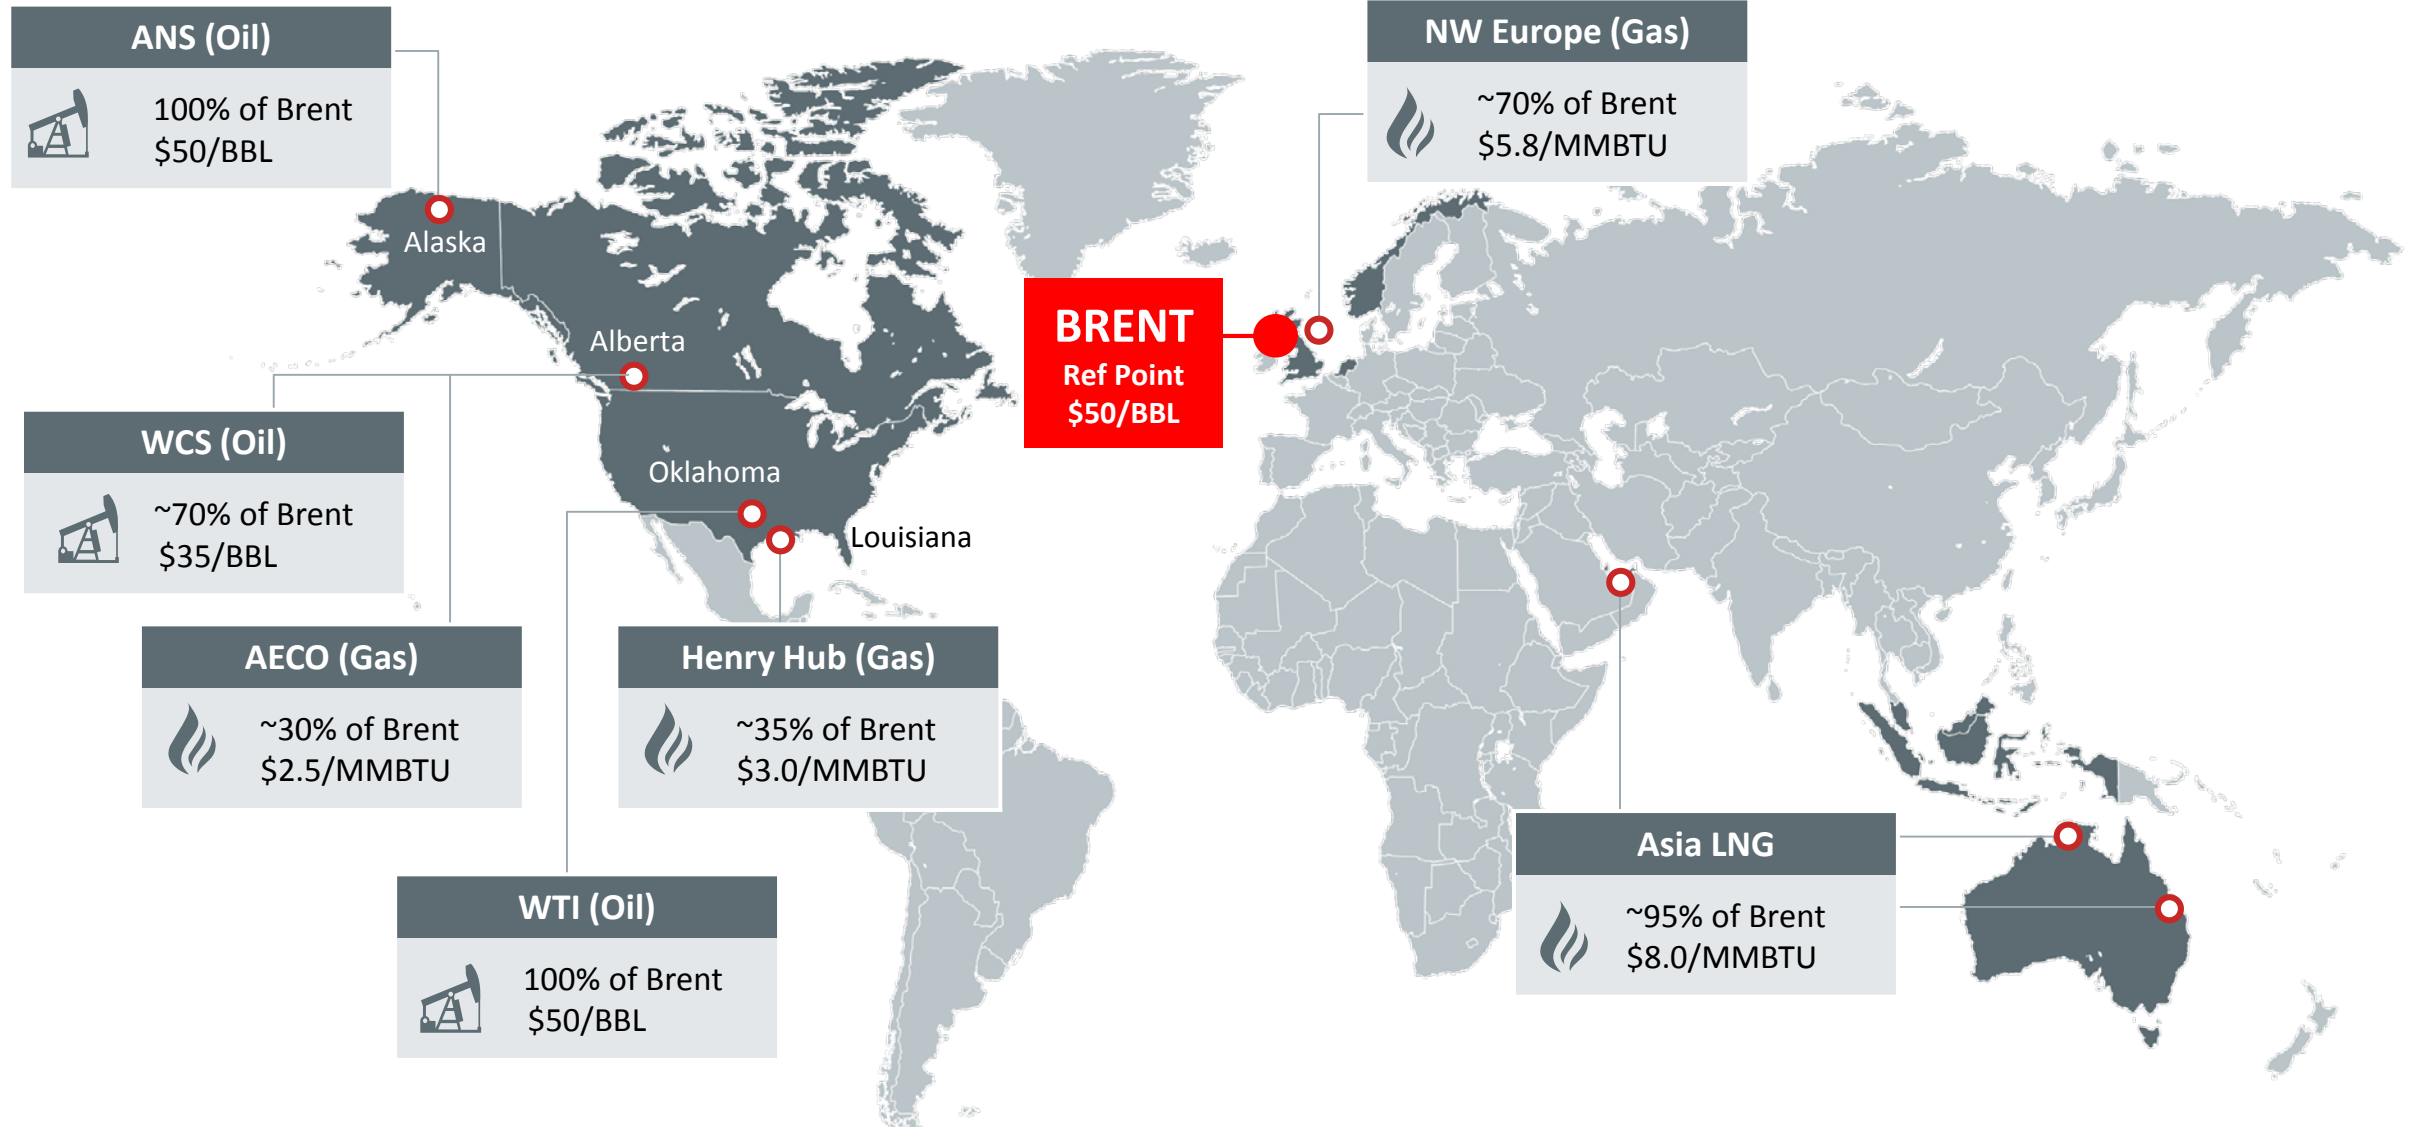 ANS (Oil)
100% of Brent
$50/BBL
NW Europe (Gas)
~70% of Brent
$5.8/MMBTU
Alaska
BRENT
Ref Point
$50/BBL
Alberta
WCS (Oil)
~70% of Brent
$35/BBL
Oklahoma
Louisiana
AECO (Gas)
~30% of Brent
$2.5/MMBTU
Henry Hub (Gas)
~35% of Brent
$3.0/MMBTU
WTI (Oil)
100% of Brent
$50/BBL
Asia LNG
~95% of Brent
$8.0/MMBTU